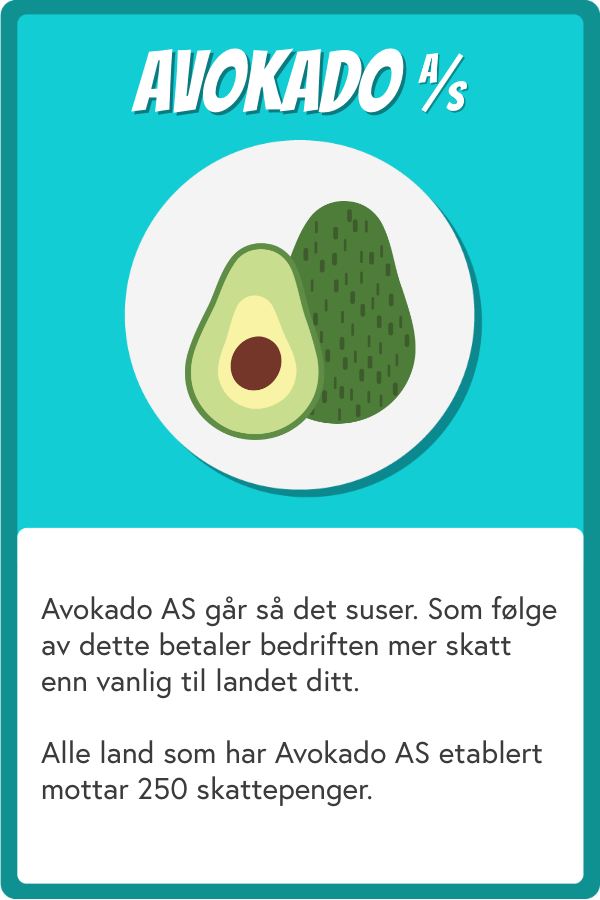 AVOKADO A/S
Avokado AS går så det suser. Som følge
av dette betaler bedriften mer skatt
enn vanlig til landet ditt.
Alle land som har Avokado AS etablert
mottar 250 skattepenger.